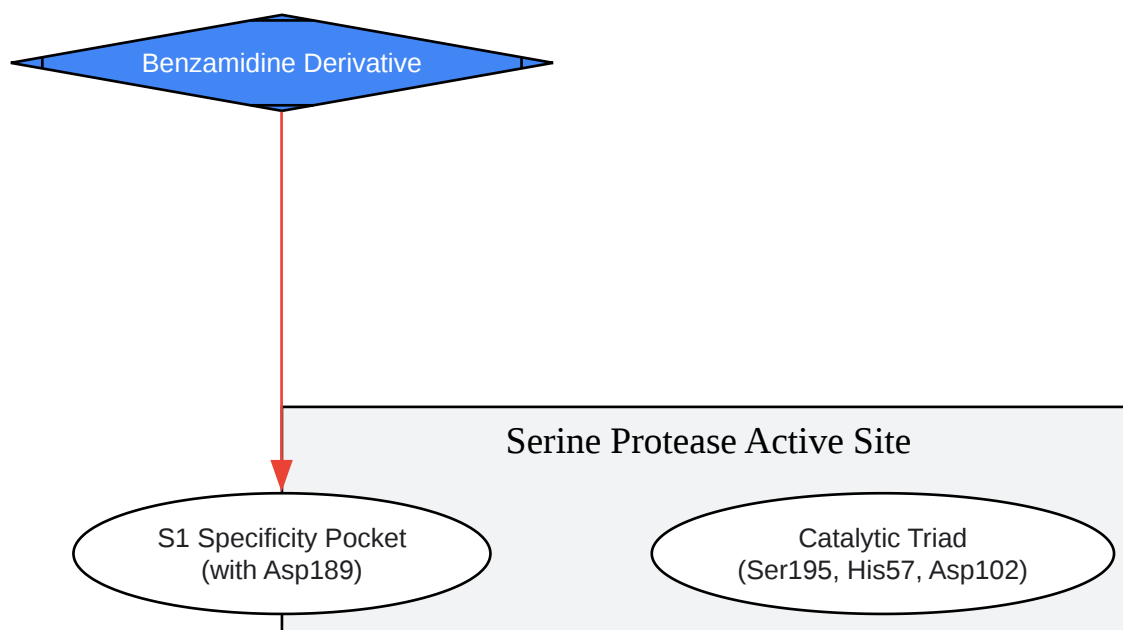 Benzamidine Derivative
Serine Protease Active Site
S1 Specificity Pocket
(with Asp189)
Catalytic Triad
(Ser195, His57, Asp102)